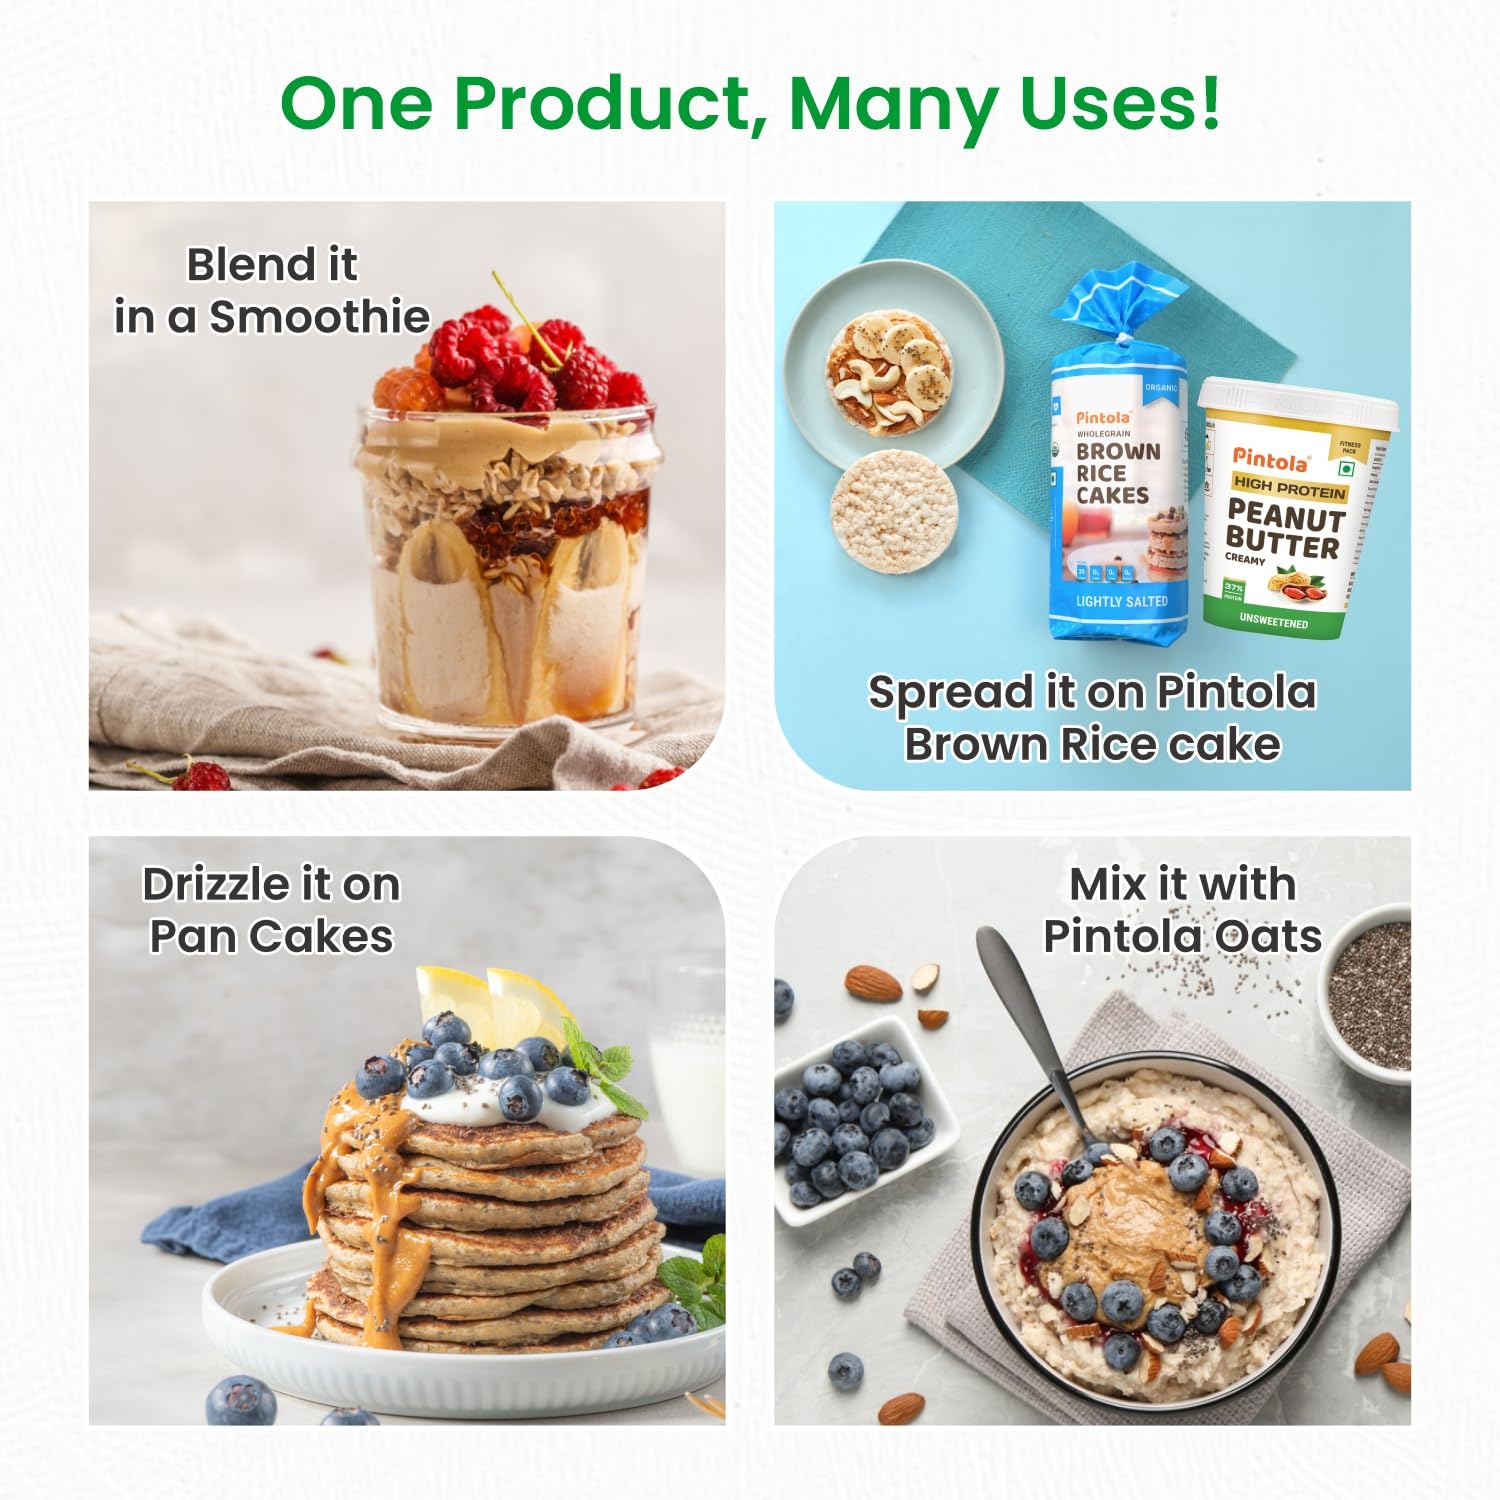 One Product, Many Uses!
Blend it
in a Smoothie
ORGANIC
Pintola
WHOLEGRAIN
BROWN
RICE
CAKES
LIGHTLY SALTED
FITNESS
PACK
Pintola
HIGH PROTEIN
PEANUT
BUTTER
CREAMY
37%
PROTEIN
UNSWEETENED
Spread it on Pintola
Brown Rice cake
Drizzle it on
Pan Cakes
Mix it with
Pintola Oats